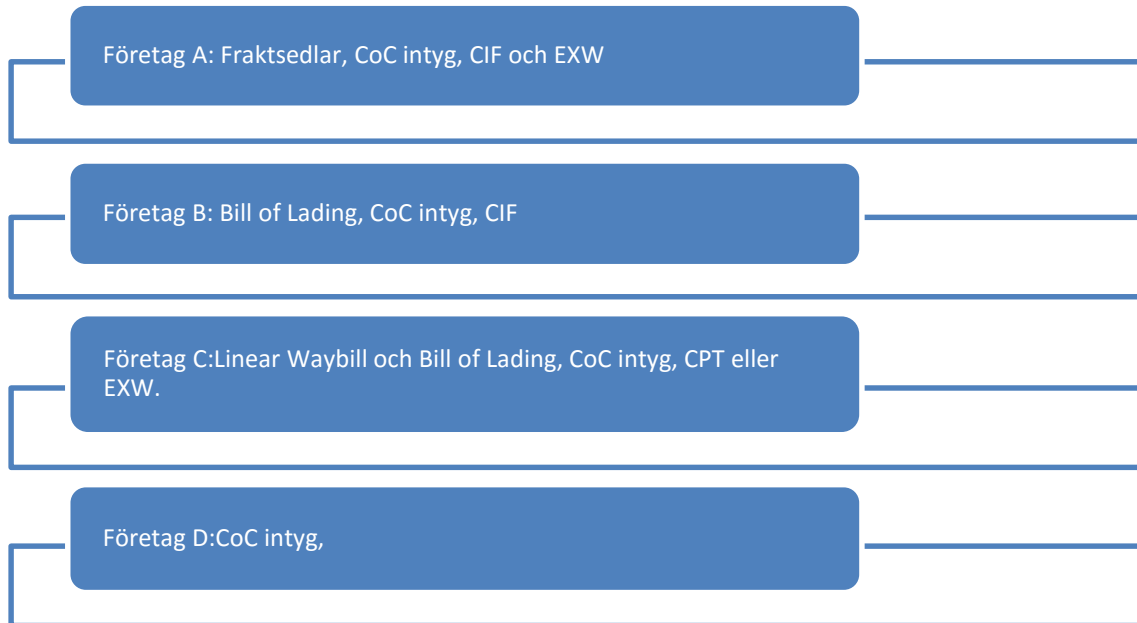 Företag A: Fraktsedlar, CoC intyg, CIF och EXW
Företag B: Bill of Lading, CoC intyg, CIF
Företag C:Linear Waybill och Bill of Lading, CoC intyg, CPT eller
EXW.
Företag D:CoC intyg,